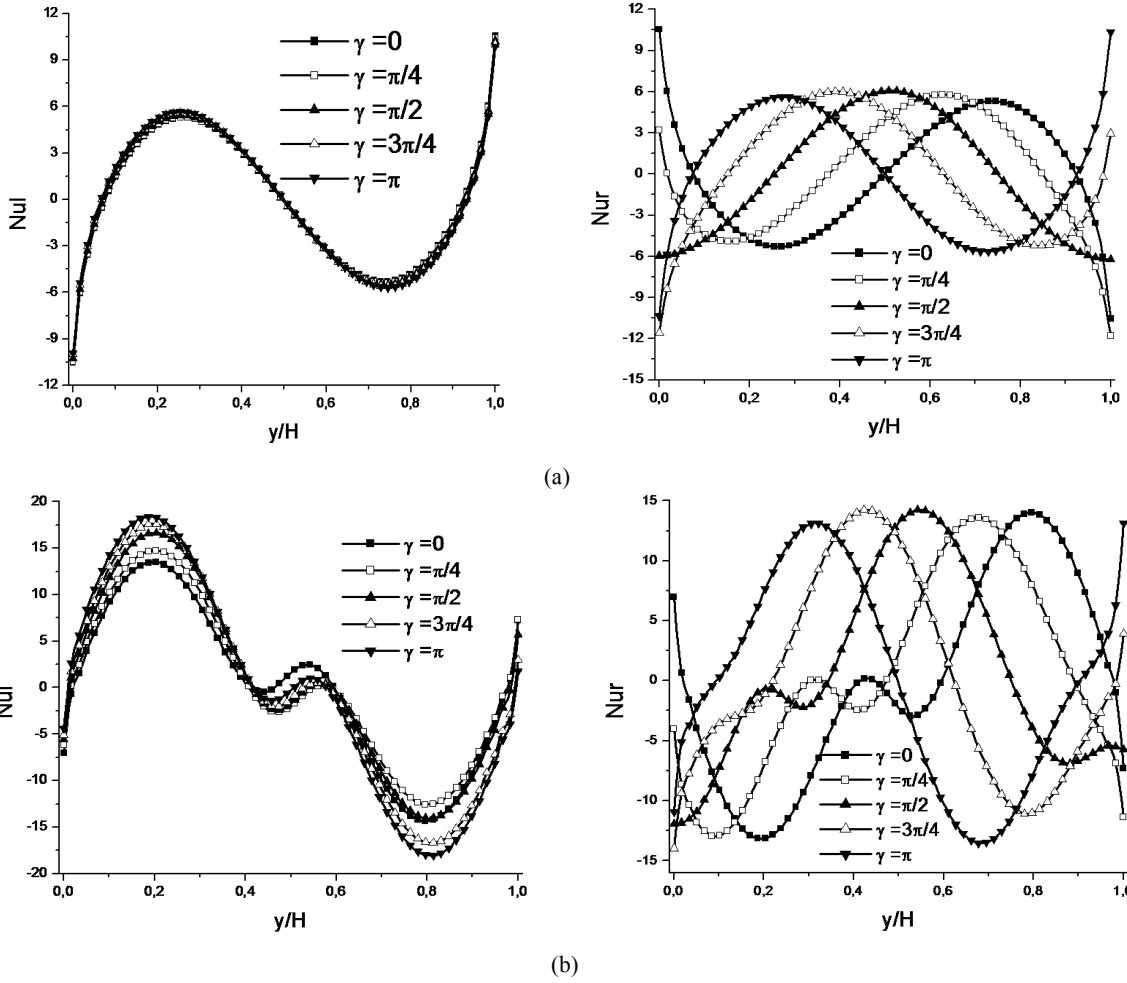 12
9
6
3
0
-3
-6
-9
-12
Nul
γ =0
γ =π/4
γ =π/2
γ =3π/4
γ =π
0,0
0,2
0,4
0,6
0,8
1,0
y/H
12
9
6
3
0
-3
-6
-9
-12
-15
Nur
γ =0
γ =π/4
γ =π/2
γ =3π/4
γ =π
0,0
0,2
0,4
0,6
0,8
1,0
y/H
(a)
20
15
10
5
0
-5
-10
-15
-20
Nul
γ =0
γ =π/4
γ =π/2
γ =3π/4
γ =π
0,0
0,2
0,4
0,6
0,8
1,0
y/H
15
10
5
0
-5
-10
-15
Nur
γ =0
γ =π/4
γ =π/2
γ =3π/4
γ =π
0,0
0,2
0,4
0,6
0,8
1,0
y/H
(b)